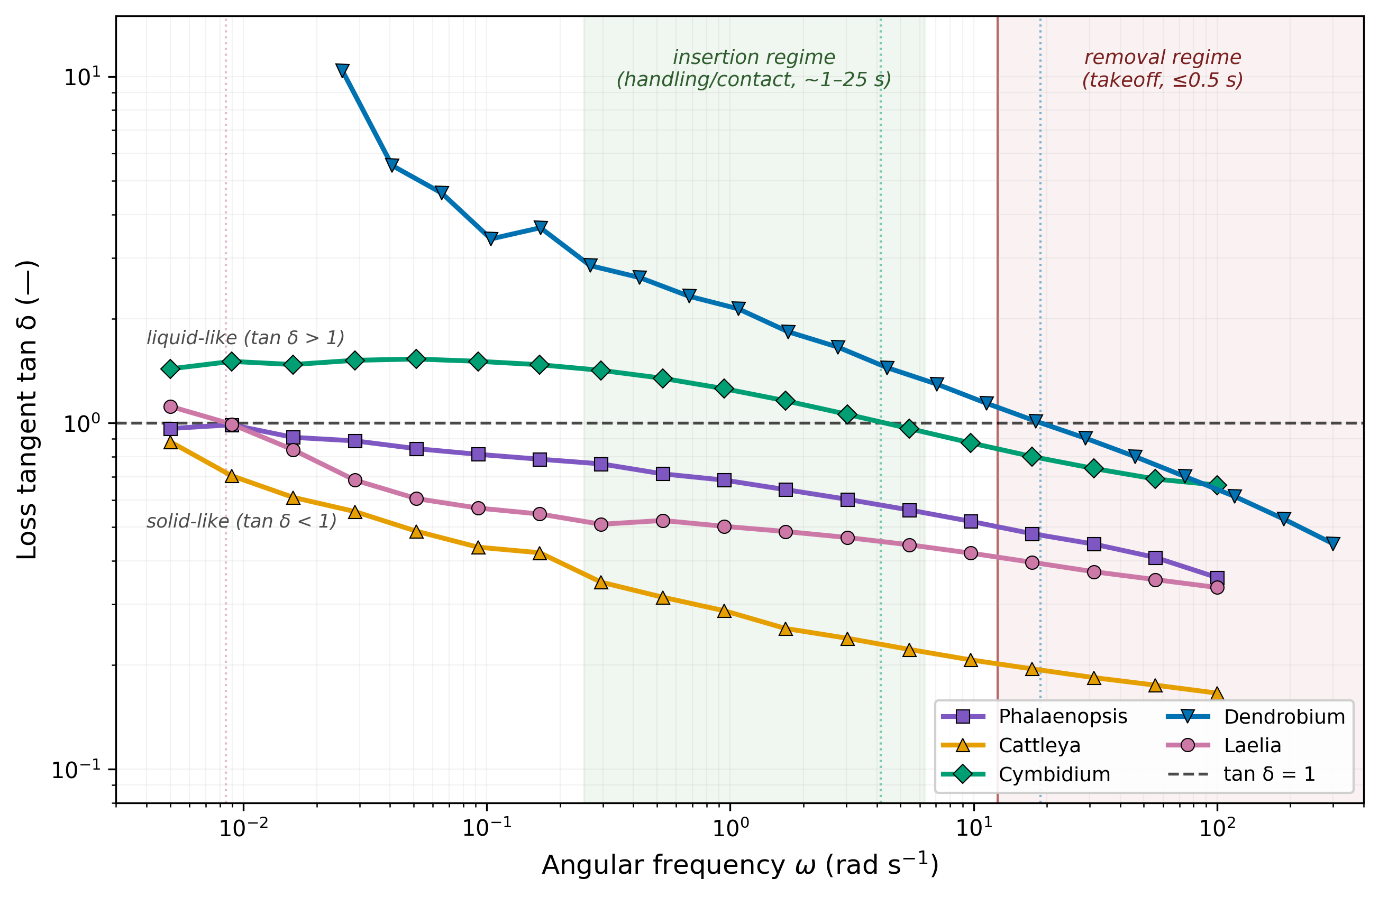 insertion regime
(handling/contact, ~1–25 s)
removal regime
(takeoff, ≤0.5 s)
10¹
10⁰
10⁻¹
Loss tangent tan δ (—)
liquid-like (tan δ > 1)
solid-like (tan δ < 1)
Phalaenopsis
Cattleya
Cymbidium
Dendrobium
Laelia
tan δ = 1
10⁻² 10⁻¹ 10⁰ 10¹ 10²
Angular frequency ω (rad s⁻¹)